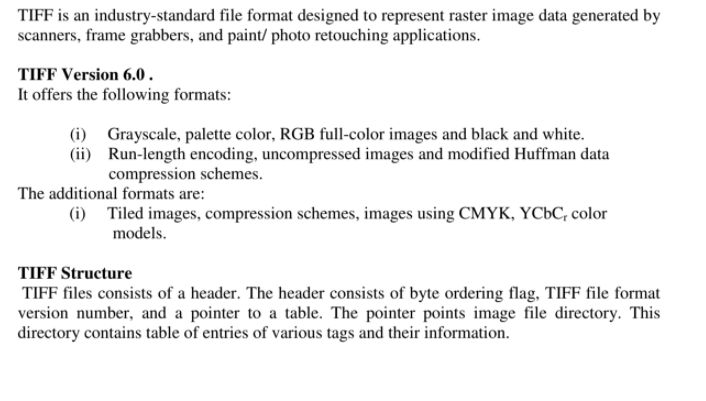 TIFF is an industry-standard file format designed to represent raster image data generated by
scanners, frame grabbers, and paint/ photo retouching applications.
TIFF Version 6.0 .
It offers the following formats:
(i) Grayscale, palette color, RGB full-color images and black and white.
(ii) Run-length encoding, uncompressed images and modified Huffman data
compression schemes.
The additional formats are:
(i) Tiled images, compression schemes, images using CMYK, YCbCr color
models.
TIFF Structure
TIFF files consists of a header. The header consists of byte ordering flag, TIFF file format
version number, and a pointer to a table. The pointer points image file directory. This
directory contains table of entries of various tags and their information.